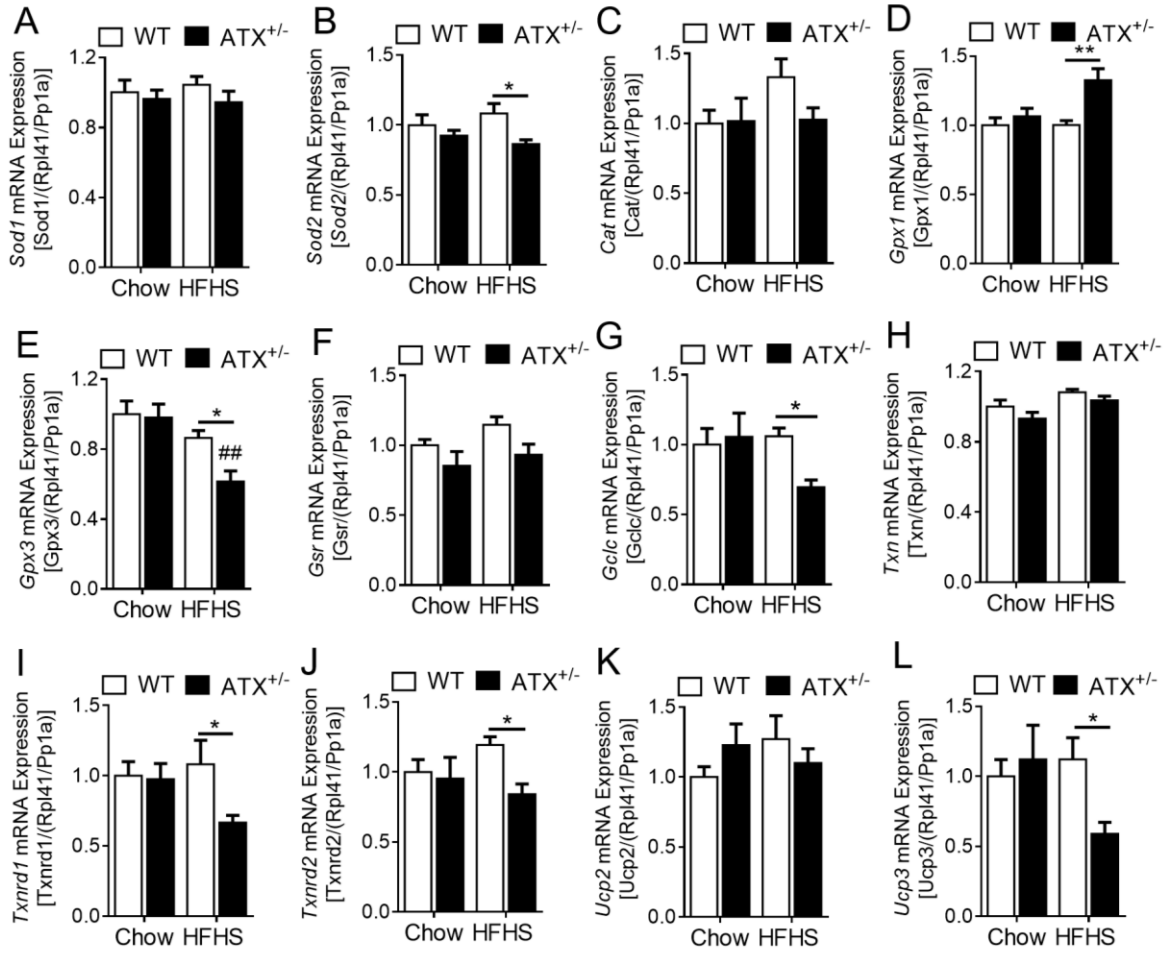 A
WT ATX+/-
Sod1 mRNA Expression
[Sod1/(Rpl41/Pp1a)]
1.2
0.8
0.4
0.0
Chow HFHS
B
WT ATX+/-
Sod2 mRNA Expression
[Sod2/(Rpl41/Pp1a)]
1.5
1.0
0.5
0.0
*
Chow HFHS
C
WT ATX+/-
Cat mRNA Expression
[Cat/(Rpl41/Pp1a)]
1.5
1.0
0.5
0.0
Chow HFHS
D
WT ATX+/-
Gpx1 mRNA Expression
[Gpx1/(Rpl41/Pp1a)]
1.5
1.0
0.5
0.0
**
Chow HFHS
E
WT ATX+/-
Gpx3 mRNA Expression
[Gpx3/(Rpl41/Pp1a)]
1.2
0.8
0.4
0.0
*
##
Chow HFHS
F
WT ATX+/-
Gsr mRNA Expression
[Gsr/(Rpl41/Pp1a)]
1.5
1.0
0.5
0.0
Chow HFHS
G
WT ATX+/-
Gclc mRNA Expression
[Gclc/(Rpl41/Pp1a)]
1.5
1.0
0.5
0.0
*
Chow HFHS
H
WT ATX+/-
Txn mRNA Expression
[Txn/(Rpl41/Pp1a)]
1.2
0.8
0.4
0.0
Chow HFHS
I
WT ATX+/-
Txnrd1 mRNA Expression
[Txnrd1/(Rpl41/Pp1a)]
1.5
1.0
0.5
0.0
*
Chow HFHS
J
WT ATX+/-
Txnrd2 mRNA Expression
[Txnrd2/(Rpl41/Pp1a)]
1.5
1.0
0.5
0.0
*
Chow HFHS
K
WT ATX+/-
Ucp2 mRNA Expression
[Ucp2/(Rpl41/Pp1a)]
1.5
1.0
0.5
0.0
Chow HFHS
L
WT ATX+/-
Ucp3 mRNA Expression
[Ucp3/(Rpl41/Pp1a)]
1.5
1.0
0.5
0.0
*
Chow HFHS